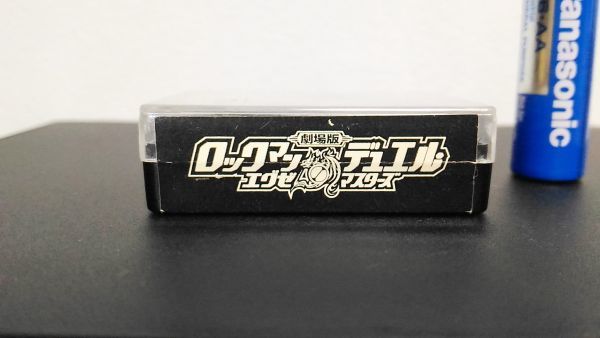 劇場版
ロックマン デュエル・
エグゼ マスターズ
Panasonic
AA